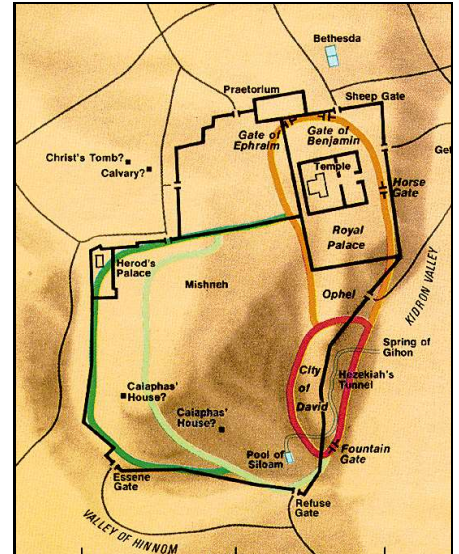 Bethesda
Praetorium
Sheep Gate
Gate of
Ephraim
Gate of
Benjamin
Christ's Tomb?
Calvary?
Temple
Get
Horse
Gate
Royal
Palace
Herod's
Palace
Mishneh
Ophel
KIDRON VALLEY
Spring of
Gihon
City
of
David
Hezekiah's
Tunnel
Caiaphas'
House?
Caiaphas'
House?
Pool of
Siloam
Fountain
Gate
Essene
Gate
Refuse
Gate
VALLEY OF HINNOM